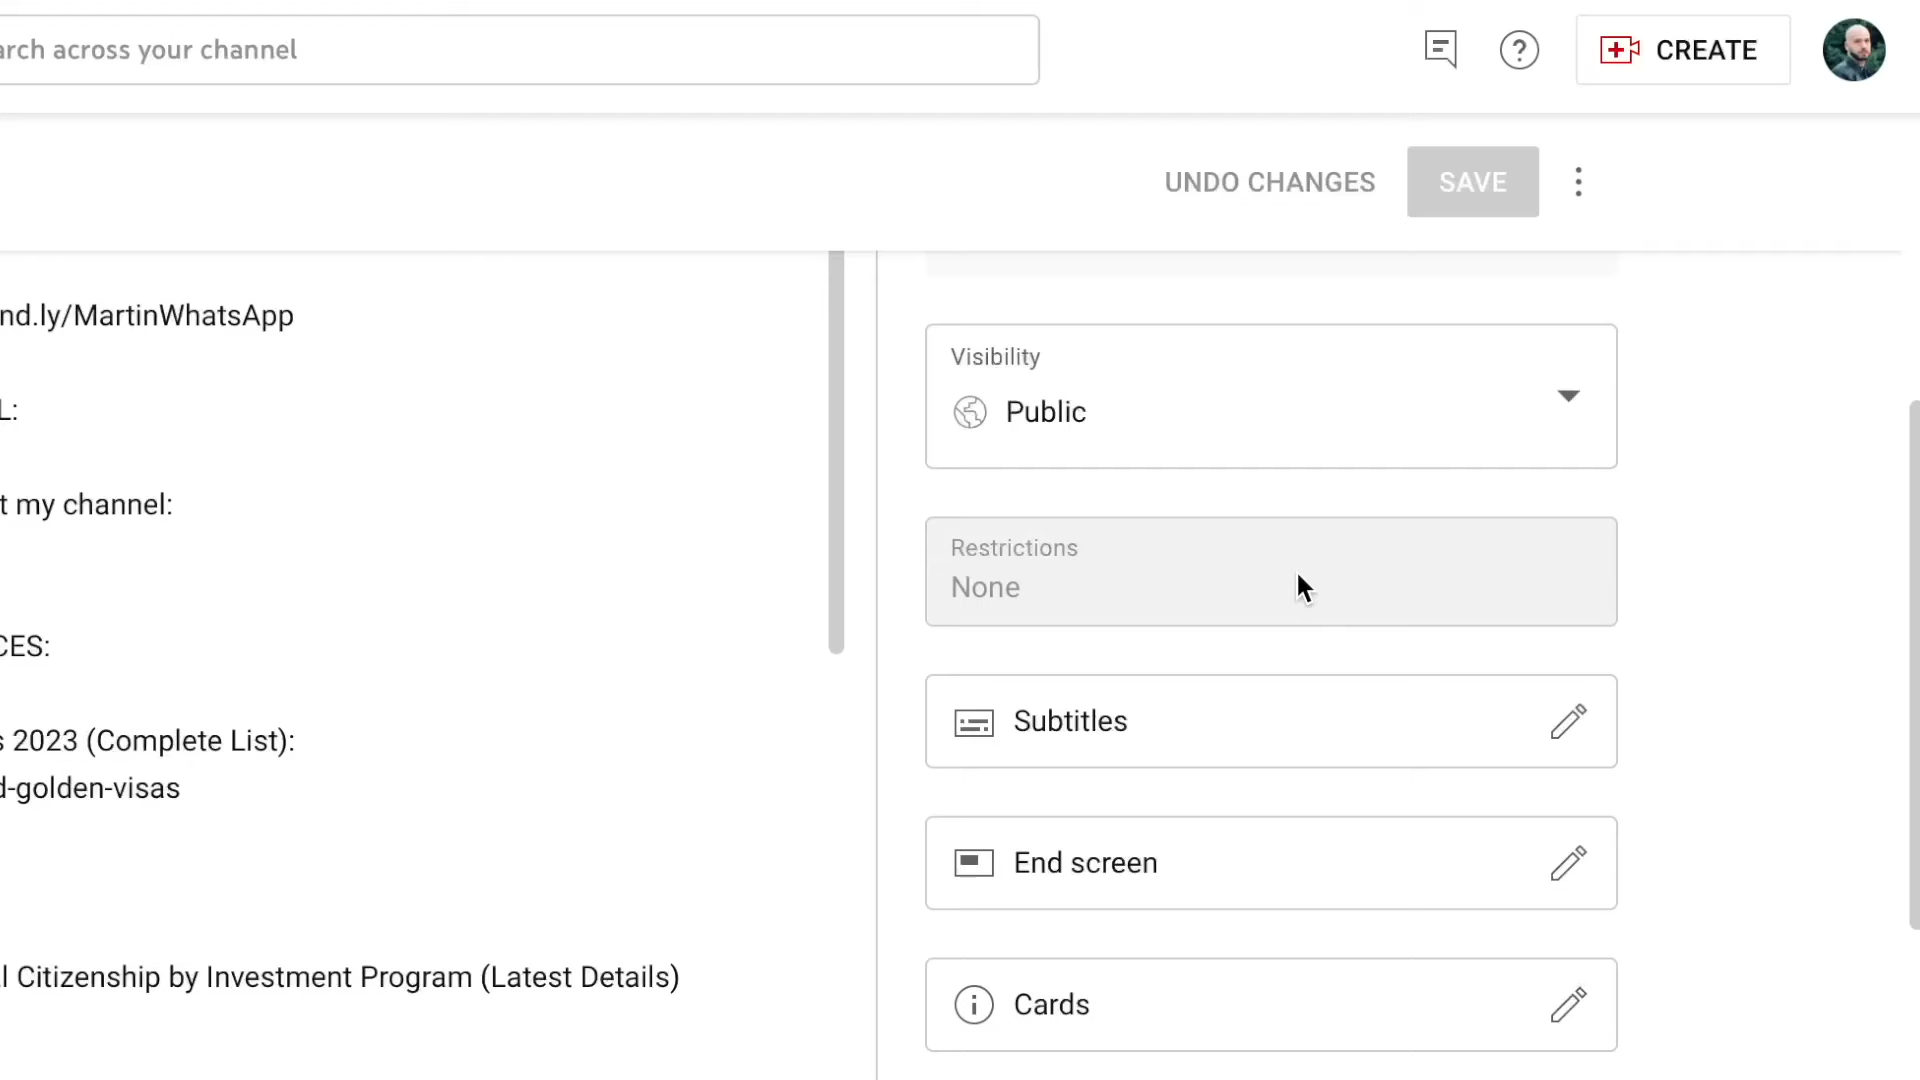 arch across your channel
CREATE
UNDO CHANGES
SAVE
nd.ly/MartinWhatsApp
L:
t my channel:
CES:
s 2023 (Complete List):
d-golden-visas
l Citizenship by Investment Program (Latest Details)
Visibility
Public
Restrictions
None
Subtitles
End screen
Cards